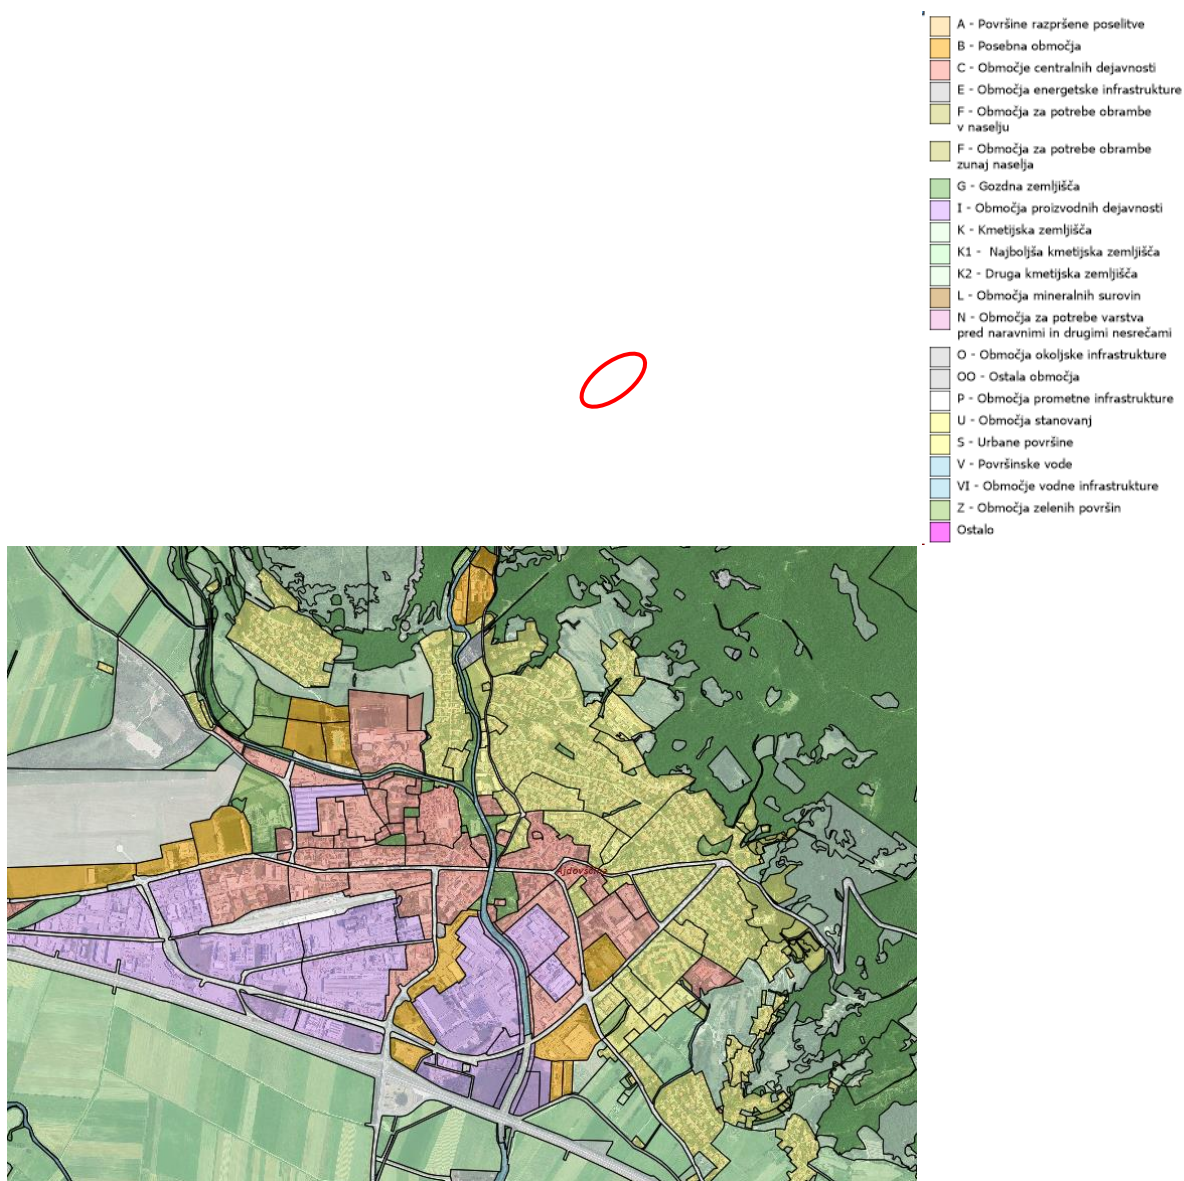 A - Površine razpršene poselitve
B - Posebna območja
C - Območje centralnih dejavnosti
E - Območja energetske infrastrukture
F - Območja za potrebe obrambe
v naselju
F - Območja za potrebe obrambe
zunaj naselja
G - Gozdna zemljišča
I - Območja proizvodnih dejavnosti
K - Kmetijska zemljišča
K1 - Najboljša kmetijska zemljišča
K2 - Druga kmetijska zemljišča
L - Območja mineralnih surovin
N - Območja za potrebe varstva
pred naravnimi in drugimi nesrečami
O - Območja okoljske infrastrukture
OO - Ostala območja
P - Območja prometne infrastrukture
U - Območja stanovanj
S - Urbane površine
V - Površinske vode
VI - Območje vodne infrastrukture
Z - Območja zelenih površin
Ostalo
Ajdovščina